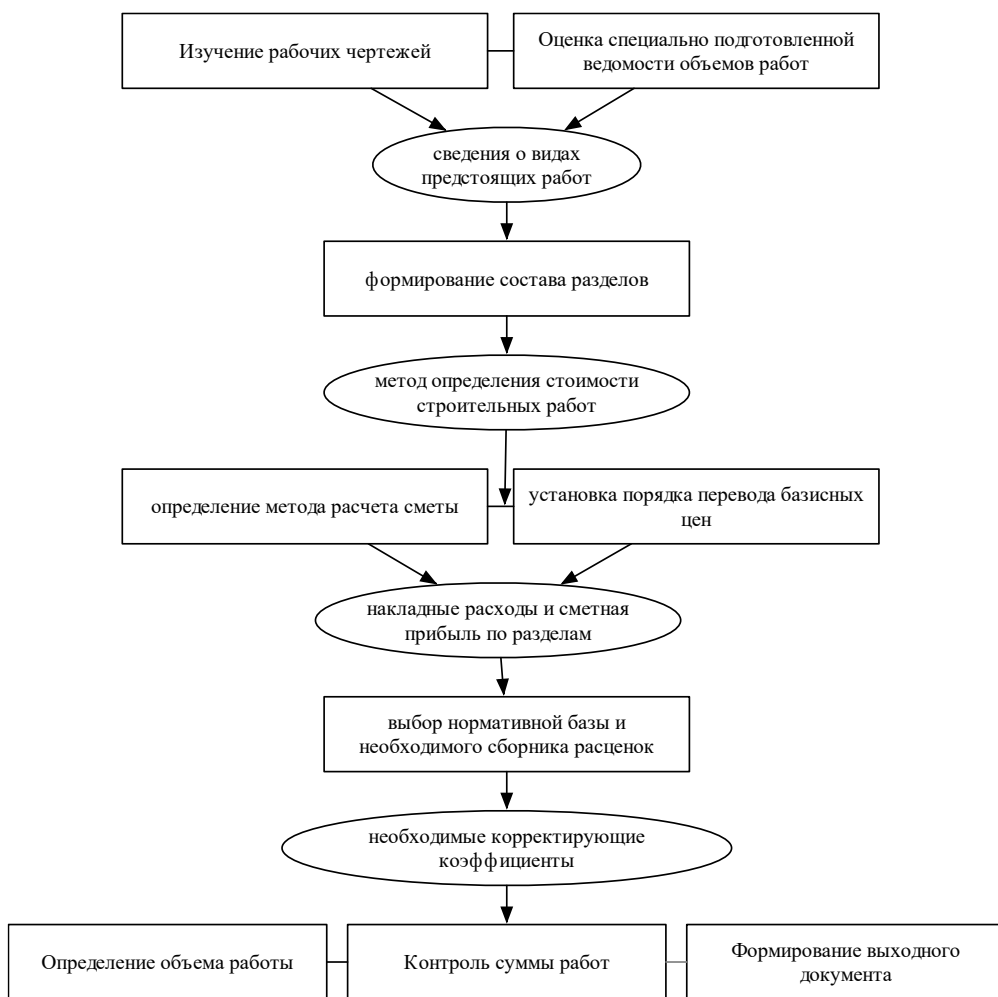 Изучение рабочих чертежей
Оценка специально подготовленной
ведомости объемов работ
сведения о видах
предстоящих работ
формирование состава разделов
метод определения стоимости
строительных работ
определение метода расчета сметы
установка порядка перевода базисных
цен
накладные расходы и сметная
прибыль по разделам
выбор нормативной базы и
необходимого сборника расценок
необходимые корректирующие
коэффициенты
Определение объема работы
Контроль суммы работ
Формирование выходного
документа